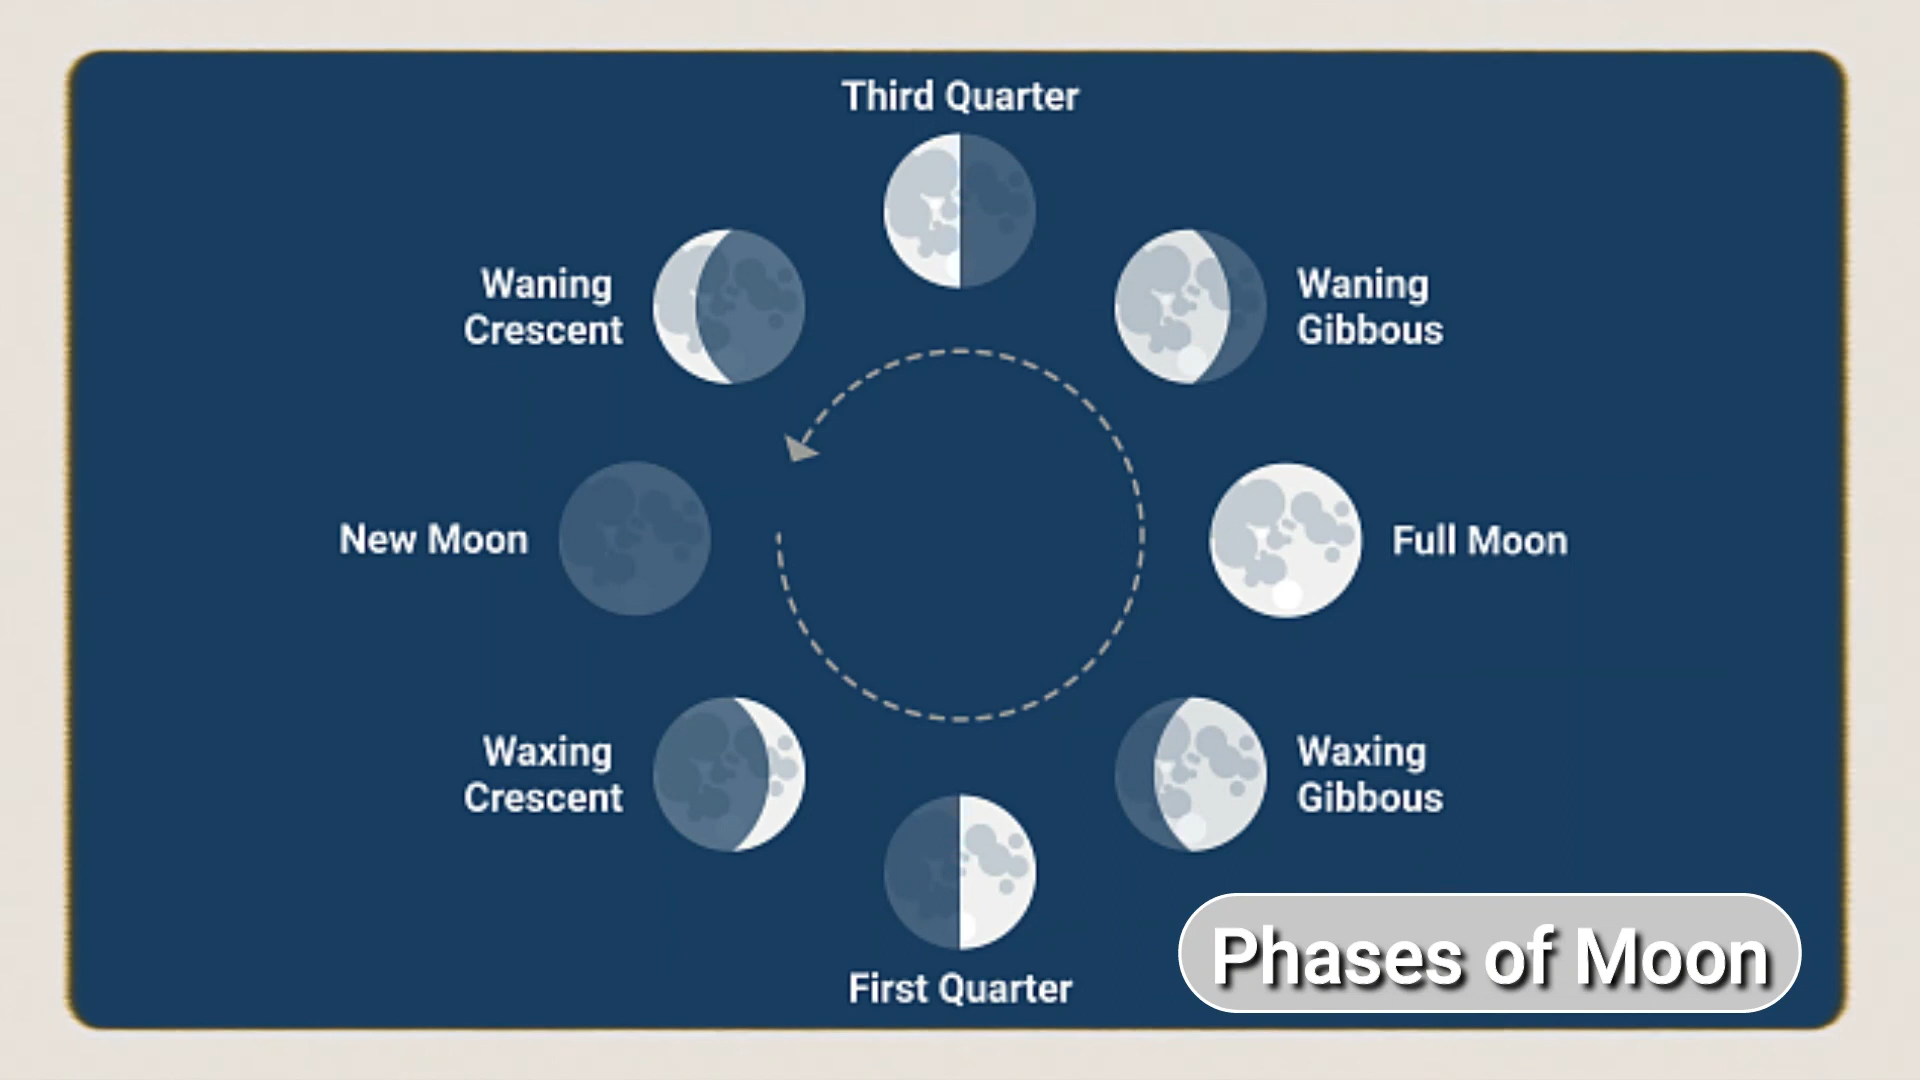 Third Quarter
Waning
Crescent
Waning
Gibbous
New Moon
Full Moon
Waxing
Crescent
Waxing
Gibbous
First Quarter
Phases of Moon